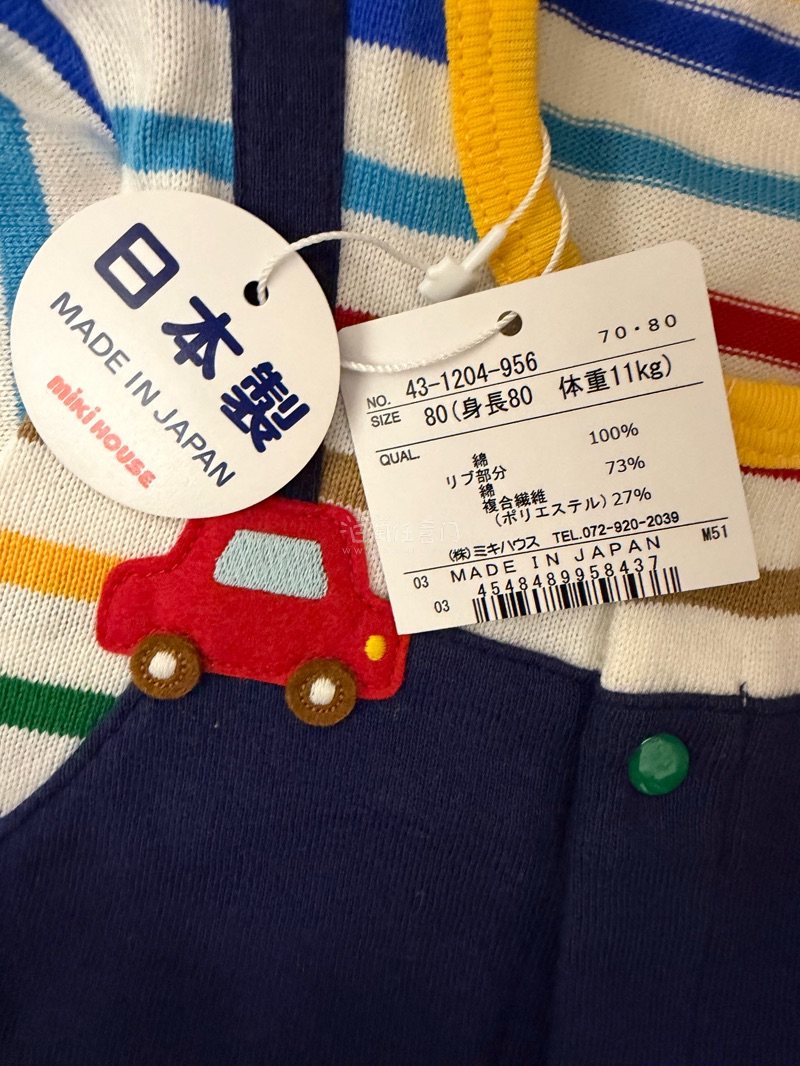 日本製
MADE IN JAPAN
miki HOUSE
70・80
NO. 43-1204-956
SIZE 80(身長80 体重11kg)
QUAL.
綿 100%
リブ部分
綿 73%
複合繊維
(ポリエステル) 27%
(株)ミキハウス TEL.072-920-2039
03 MADE IN JAPAN M51
03 4548489958437